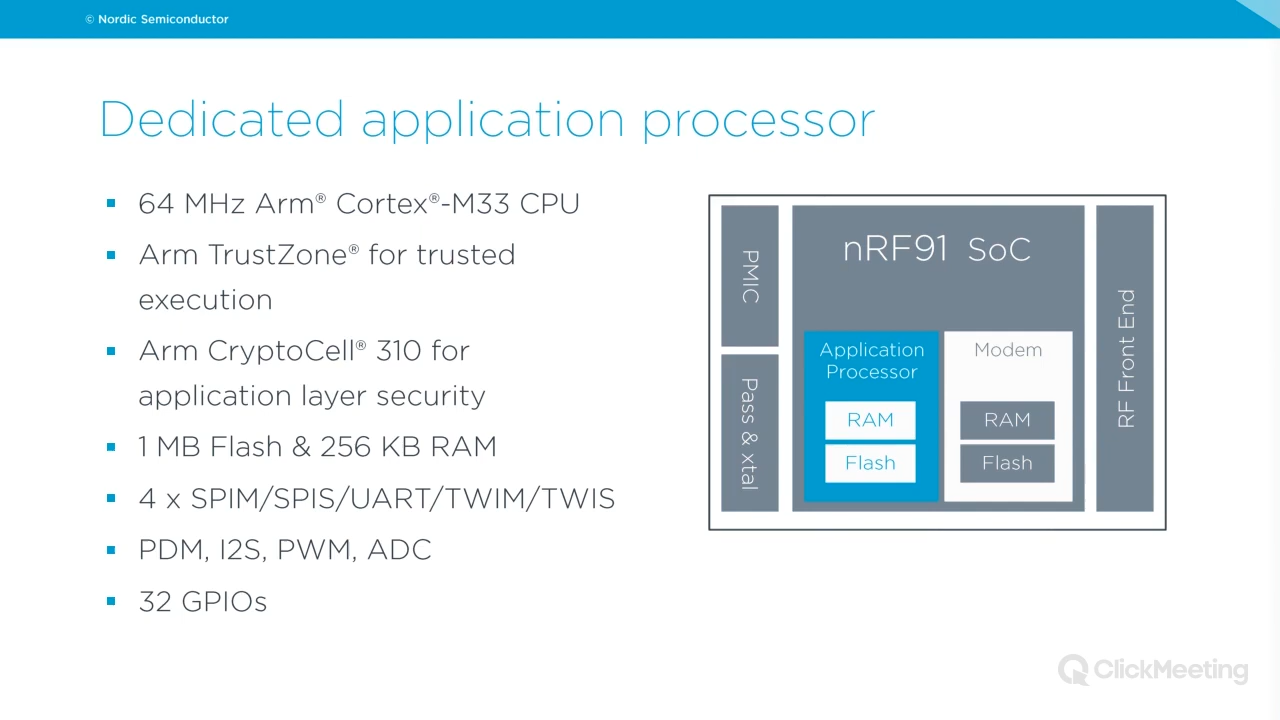 © Nordic Semiconductor
Dedicated application processor
▪ 64 MHz Arm® Cortex®-M33 CPU
▪ Arm TrustZone® for trusted
execution
▪ Arm CryptoCell® 310 for
application layer security
▪ 1 MB Flash & 256 KB RAM
▪ 4 x SPIM/SPIS/UART/TWIM/TWIS
▪ PDM, I2S, PWM, ADC
▪ 32 GPIOs
PMIC
Pass & xtal
nRF91 SoC
Application
Processor
RAM
Flash
Modem
RAM
Flash
RF Front End
ClickMeeting